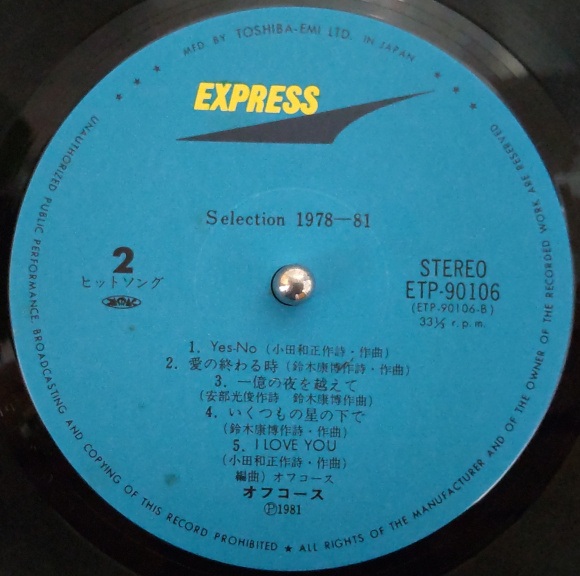 MFD. BY TOSHIBA-EMI LTD. IN JAPAN
EXPRESS
Selection 1978—81
2
ヒットソング
STEREO
ETP-90106
(ETP-90106-B)
33⅓ r.p.m.
1. Yes-No (小田和正作詩・作曲)
2. 愛の終わる時 (鈴木康博作詩・作曲)
3. 一億の夜を越えて
(安部光俊作詩 鈴木康博作曲)
4. いくつもの星の下で
(鈴木康博作詩・作曲)
5. I LOVE YOU
(小田和正作詩・作曲)
編曲) オフコース
オフコース
Ⓟ1981
UNAUTHORIZED PUBLIC PERFORMANCE. BROADCASTING AND COPYING OF THIS RECORD PROHIBITED ★ ALL RIGHTS OF THE MANUFACTURER AND OF THE OWNER OF THE RECORDED WORK ARE RESERVED